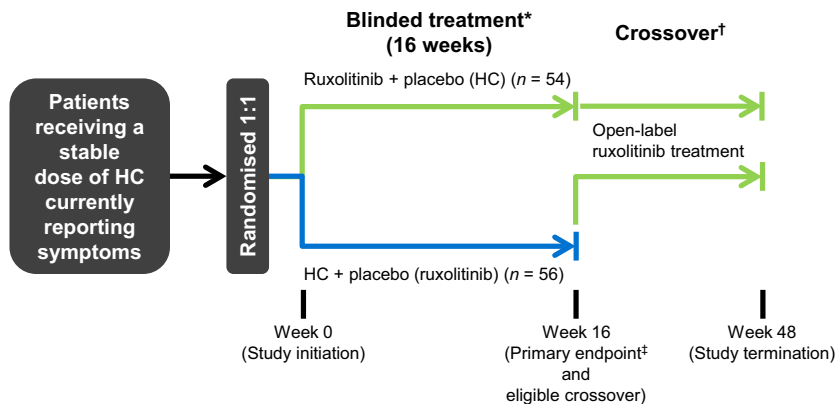 Blinded treatment*
(16 weeks)
Crossover†
Patients
receiving a
stable
dose of HC
currently
reporting
symptoms
Randomised 1:1
Ruxolitinib + placebo (HC) (n = 54)
Open-label
ruxolitinib treatment
HC + placebo (ruxolitinib) (n = 56)
Week 0
(Study initiation)
Week 16
(Primary endpoint‡
and
eligible crossover)
Week 48
(Study termination)